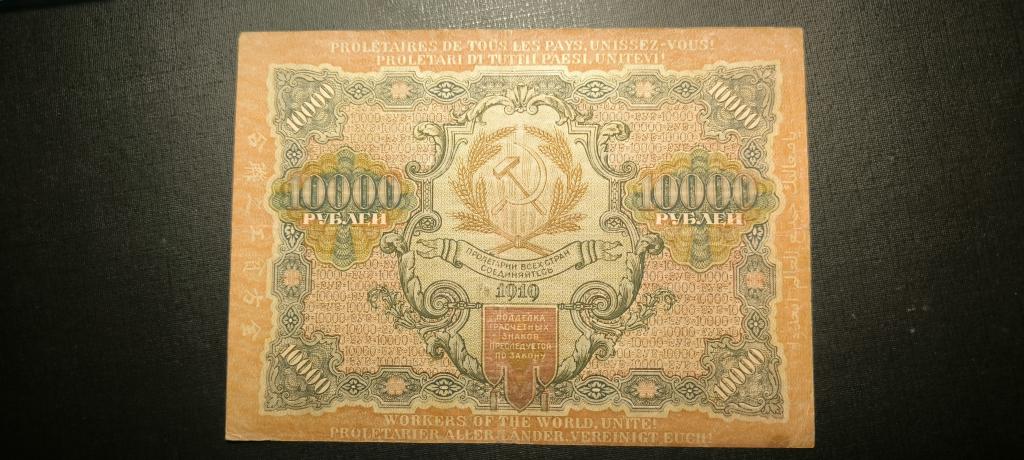 PROLÉTAIRES DE TOUS LES PAYS, UNISSEZ-VOUS!
PROLETARI DI TUTTI I PAESI, UNITEVI!
10000
10000
10000
РУБЛЕЙ
10000
РУБЛЕЙ
ПРОЛЕТАРИИ ВСЕХ СТРАН
СОЕДИНЯЙТЕСЬ
1919
ПОДДЕЛКА
РАСЧЕТНЫХ
ЗНАКОВ
ПРЕСЛЕДУЕТСЯ
ПО ЗАКОНУ
10000
10000
WORKERS OF THE WORLD, UNITE!
PROLETARIER ALLER LÄNDER, VEREINIGT EUCH!